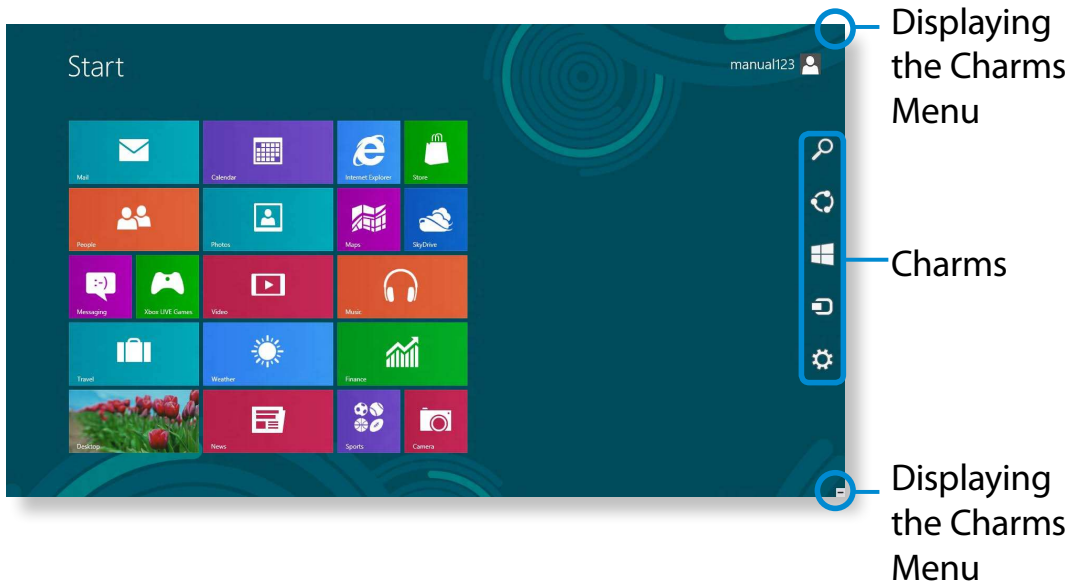 Displaying
the Charms
Menu
Start
manual123
Mail
Calendar
Internet Explorer
Store
People
Photos
Maps
SkyDrive
Messaging
Xbox LIVE Games
Video
Music
Charms
Travel
Weather
Finance
Desktop
News
Sports
Camera
Displaying
the Charms
Menu